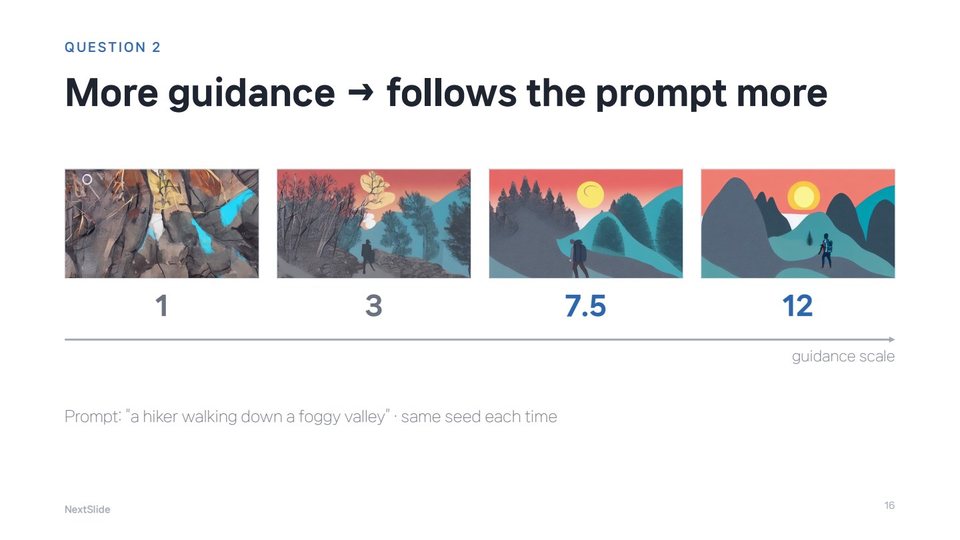 QUESTION 2
More guidance → follows the prompt more
1
3
7.5
12
guidance scale
Prompt: “a hiker walking down a foggy valley” · same seed each time
NextSlide
16